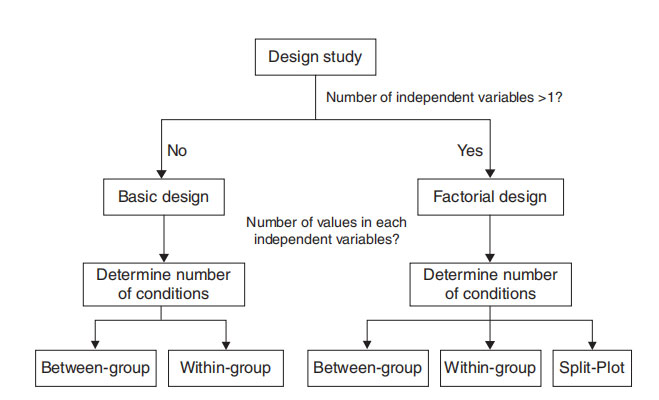 Design study
Number of independent variables >1?
No
Yes
Basic design
Factorial design
Number of values in each
independent variables?
Determine number
of conditions
Determine number
of conditions
Between-group
Within-group
Between-group
Within-group
Split-Plot